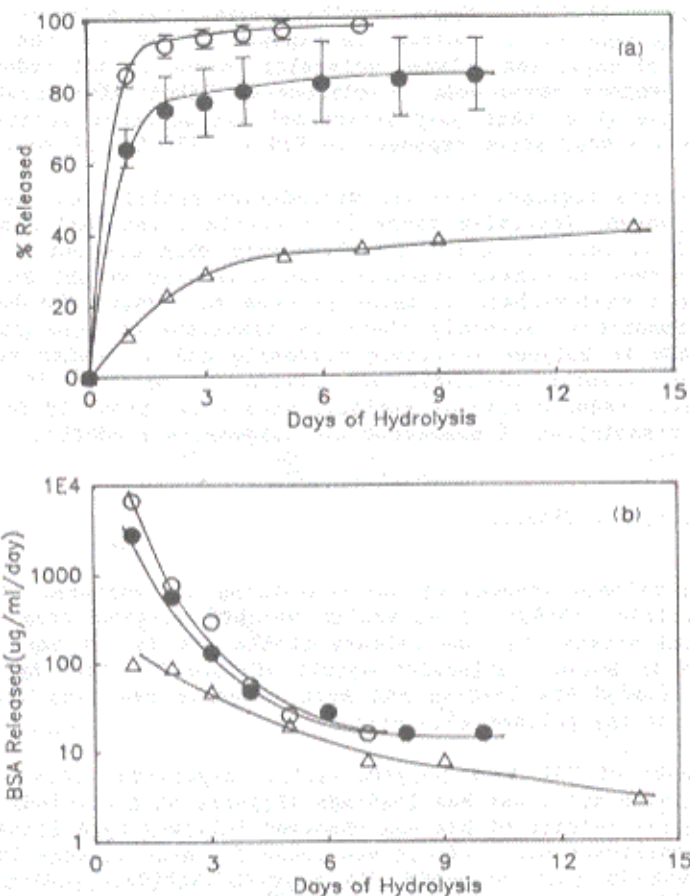 100
80
60
40
20
0
% Released
(a)
0 3 6 9 12 15
Days of Hydrolysis
1E4
1000
100
10
1
BSA Released(ug/ml/day)
(b)
0 3 6 9 12 15
Days of Hydrolysis